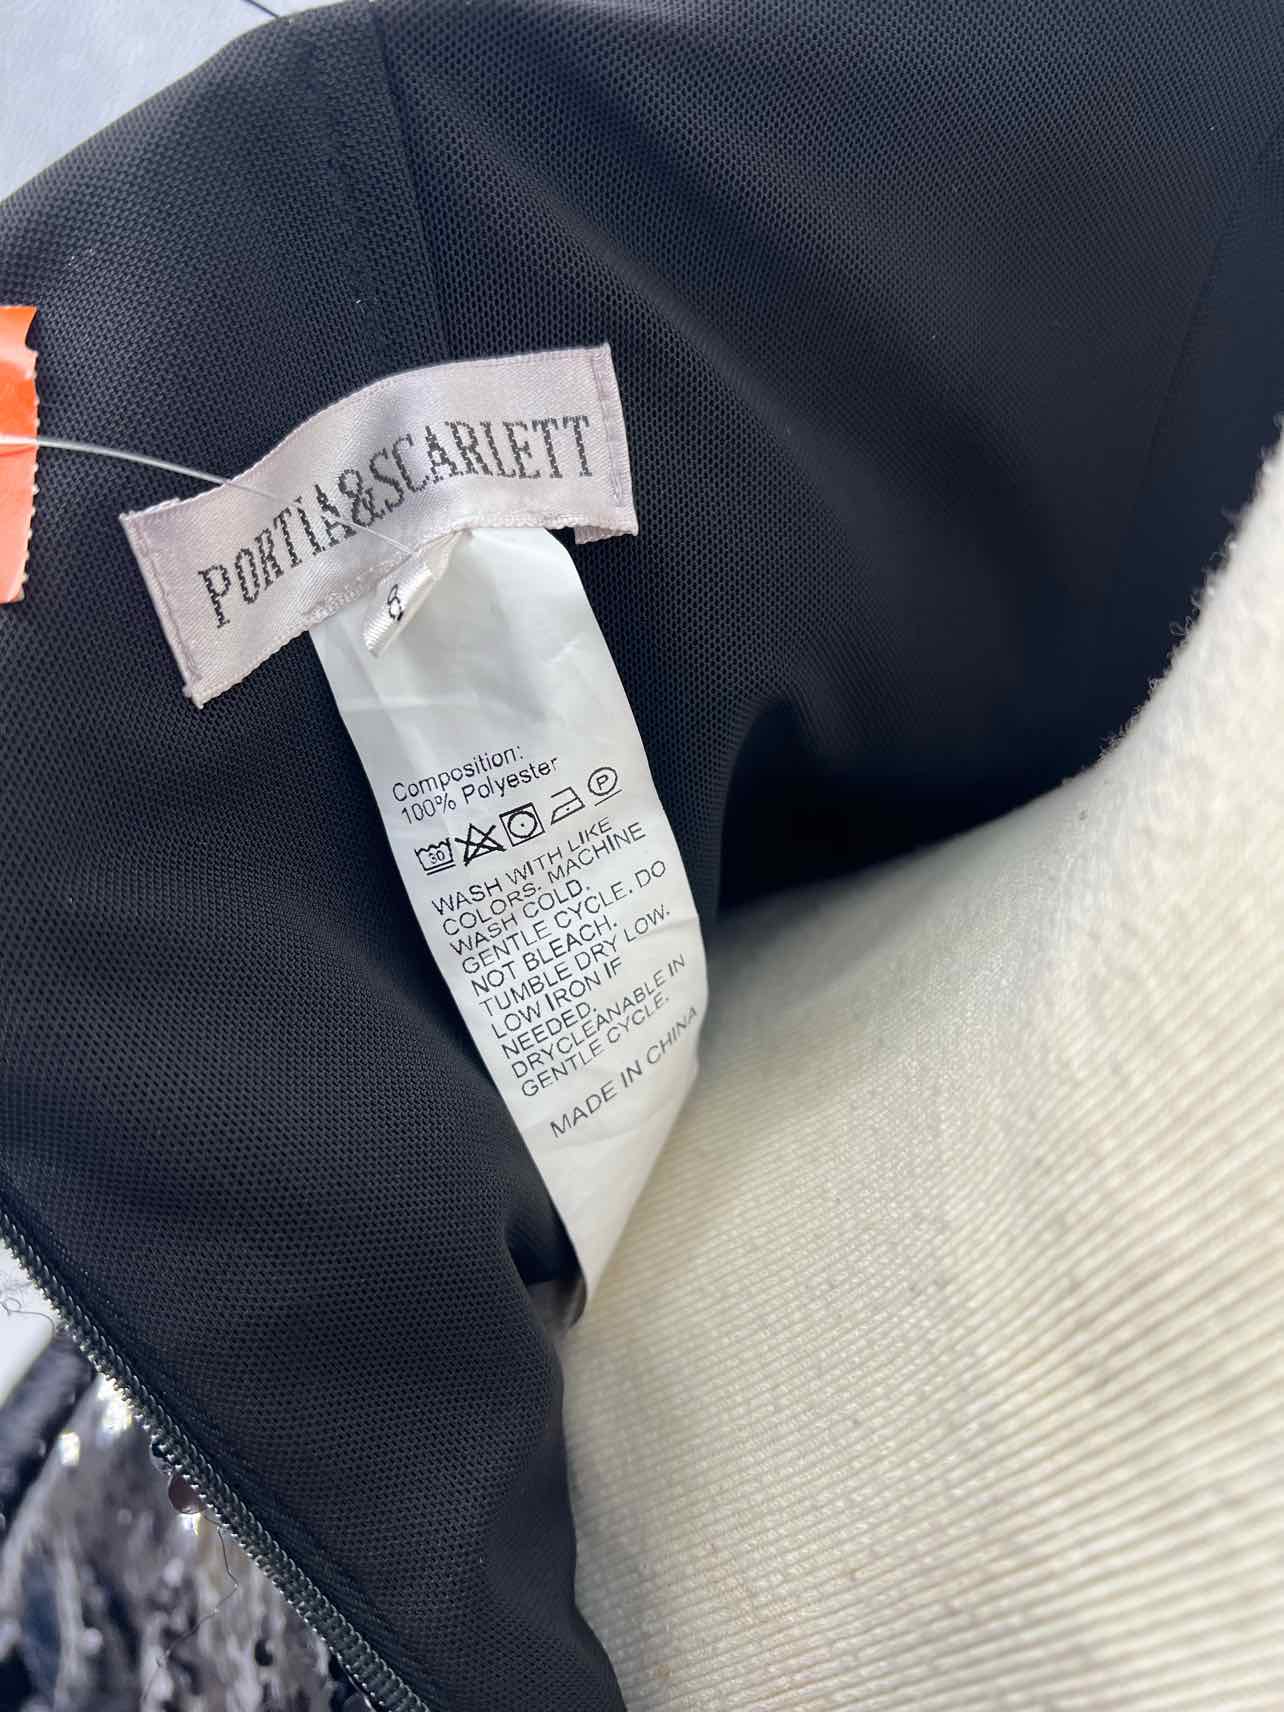 PORTIA&SCARLETT
Composition:
100% Polyester
30 P
WASH WITH LIKE
COLORS. MACHINE
WASH COLD.
GENTLE CYCLE. DO
NOT BLEACH.
TUMBLE DRY LOW.
LOW IRON IF
NEEDED.
DRYCLEANABLE IN
GENTLE CYCLE.
MADE IN CHINA